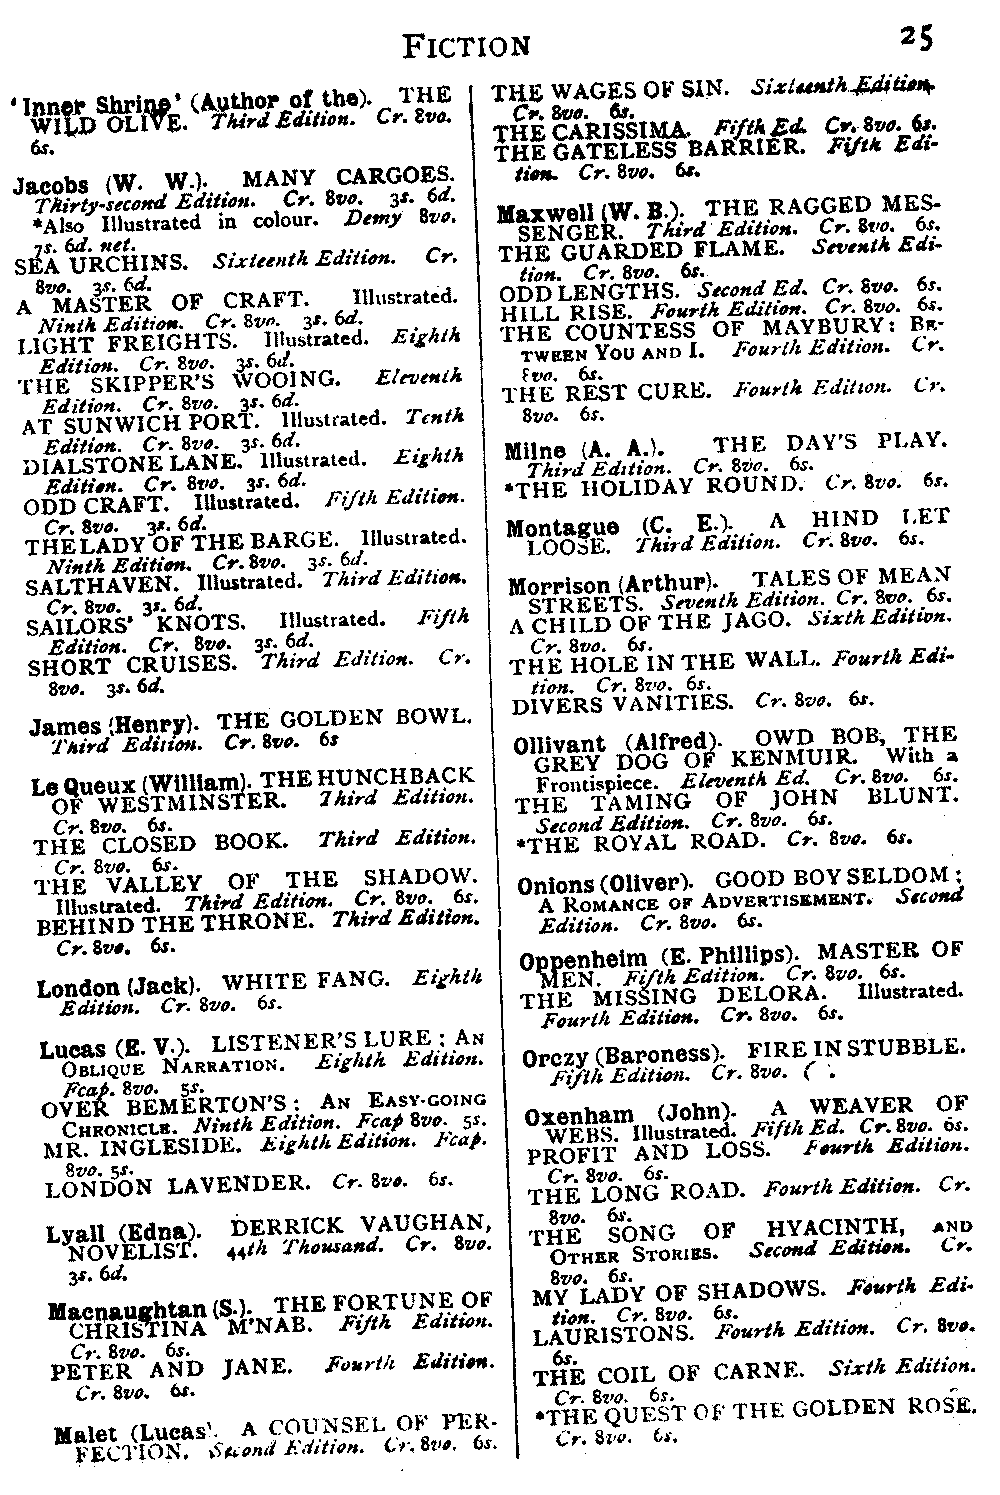 FICTION
25
'Inner Shrine' (Author of the). THE
WILD OLIVE. Third Edition. Cr. 8vo.
6s.
Jacobs (W. W.). MANY CARGOES.
Thirty-second Edition. Cr. 8vo. 3s. 6d.
*Also Illustrated in colour. Demy 8vo.
7s. 6d. net.
SEA URCHINS. Sixteenth Edition. Cr.
8vo. 3s. 6d.
A MASTER OF CRAFT. Illustrated.
Ninth Edition. Cr. 8vo. 3s. 6d.
LIGHT FREIGHTS. Illustrated. Eighth
Edition. Cr. 8vo. 3s. 6d.
THE SKIPPER'S WOOING. Eleventh
Edition. Cr. 8vo. 3s. 6d.
AT SUNWICH PORT. Illustrated. Tenth
Edition. Cr. 8vo. 3s. 6d.
DIALSTONE LANE. Illustrated. Eighth
Edition. Cr. 8vo. 3s. 6d.
ODD CRAFT. Illustrated. Fifth Edition.
Cr. 8vo. 3s. 6d.
THE LADY OF THE BARGE. Illustrated.
Ninth Edition. Cr. 8vo. 3s. 6d.
SALTHAVEN. Illustrated. Third Edition.
Cr. 8vo. 3s. 6d.
SAILORS' KNOTS. Illustrated. Fifth
Edition. Cr. 8vo. 3s. 6d.
SHORT CRUISES. Third Edition. Cr.
8vo. 3s. 6d.
James (Henry). THE GOLDEN BOWL.
Third Edition. Cr. 8vo. 6s
Le Queux (William). THE HUNCHBACK
OF WESTMINSTER. Third Edition.
Cr. 8vo. 6s.
THE CLOSED BOOK. Third Edition.
Cr. 8vo. 6s.
THE VALLEY OF THE SHADOW.
Illustrated. Third Edition. Cr. 8vo. 6s.
BEHIND THE THRONE. Third Edition.
Cr. 8vo. 6s.
London (Jack). WHITE FANG. Eighth
Edition. Cr. 8vo. 6s.
Lucas (E. V.). LISTENER'S LURE: AN
OBLIQUE NARRATION. Eighth Edition.
Fcap. 8vo. 5s.
OVER BEMERTON'S: AN EASY-GOING
CHRONICLE. Ninth Edition. Fcap 8vo. 5s.
MR. INGLESIDE. Eighth Edition. Fcap.
8vo. 5s.
LONDON LAVENDER. Cr. 8vo. 6s.
Lyall (Edna). DERRICK VAUGHAN,
NOVELIST. 44th Thousand. Cr. 8vo.
3s. 6d.
Macnaughtan (S.). THE FORTUNE OF
CHRISTINA M'NAB. Fifth Edition.
Cr. 8vo. 6s.
PETER AND JANE. Fourth Edition.
Cr. 8vo. 6s.
Malet (Lucas). A COUNSEL OF PER-
FECTION. Second Edition. Cr. 8vo. 6s.
THE WAGES OF SIN. Sixteenth Edition.
Cr. 8vo. 6s.
THE CARISSIMA. Fifth Ed. Cr. 8vo. 6s.
THE GATELESS BARRIER. Fifth Edi-
tion. Cr. 8vo. 6s.
Maxwell (W. B.). THE RAGGED MES-
SENGER. Third Edition. Cr. 8vo. 6s.
THE GUARDED FLAME. Seventh Edi-
tion. Cr. 8vo. 6s.
ODD LENGTHS. Second Ed. Cr. 8vo. 6s.
HILL RISE. Fourth Edition. Cr. 8vo. 6s.
THE COUNTESS OF MAYBURY: BE-
TWEEN YOU AND I. Fourth Edition. Cr.
8vo. 6s.
THE REST CURE. Fourth Edition. Cr.
8vo. 6s.
Milne (A. A.). THE DAY'S PLAY.
Third Edition. Cr. 8vo. 6s.
*THE HOLIDAY ROUND. Cr. 8vo. 6s.
Montague (C. E.). A HIND LET
LOOSE. Third Edition. Cr. 8vo. 6s.
Morrison (Arthur). TALES OF MEAN
STREETS. Seventh Edition. Cr. 8vo. 6s.
A CHILD OF THE JAGO. Sixth Edition.
Cr. 8vo. 6s.
THE HOLE IN THE WALL. Fourth Edi-
tion. Cr. 8vo. 6s.
DIVERS VANITIES. Cr. 8vo. 6s.
Ollivant (Alfred). OWD BOB, THE
GREY DOG OF KENMUIR. With a
Frontispiece. Eleventh Ed. Cr. 8vo. 6s.
THE TAMING OF JOHN BLUNT.
Second Edition. Cr. 8vo. 6s.
*THE ROYAL ROAD. Cr. 8vo. 6s.
Onions (Oliver). GOOD BOY SELDOM;
A ROMANCE OF ADVERTISEMENT. Second
Edition. Cr. 8vo. 6s.
Oppenheim (E. Phillips). MASTER OF
MEN. Fifth Edition. Cr. 8vo. 6s.
THE MISSING DELORA. Illustrated.
Fourth Edition. Cr. 8vo. 6s.
Orczy (Baroness). FIRE IN STUBBLE.
Fifth Edition. Cr. 8vo.
Oxenham (John). A WEAVER OF
WEBS. Illustrated. Fifth Ed. Cr. 8vo. 6s.
PROFIT AND LOSS. Fourth Edition.
Cr. 8vo. 6s.
THE LONG ROAD. Fourth Edition. Cr.
8vo. 6s.
THE SONG OF HYACINTH, AND
OTHER STORIES. Second Edition. Cr.
8vo. 6s.
MY LADY OF SHADOWS. Fourth Edi-
tion. Cr. 8vo. 6s.
LAURISTONS. Fourth Edition. Cr. 8vo.
6s.
THE COIL OF CARNE. Sixth Edition.
Cr. 8vo. 6s.
*THE QUEST OF THE GOLDEN ROSE.
Cr. 8vo. 6s.